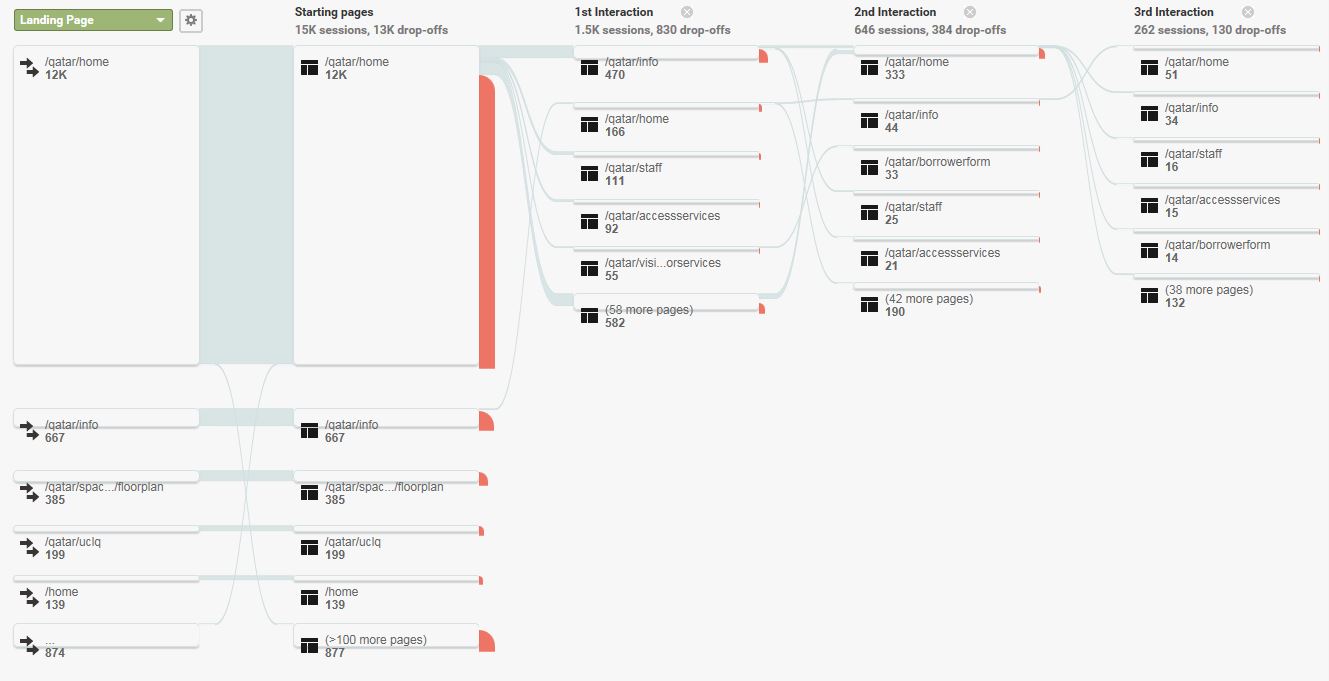 Landing Page
Starting pages
15K sessions, 13K drop-offs
1st Interaction
1.5K sessions, 830 drop-offs
2nd Interaction
646 sessions, 384 drop-offs
3rd Interaction
262 sessions, 130 drop-offs
/qatar/home
12K
/qatar/info
667
/qatar/spac.../floorplan
385
/qatar/uclq
199
/home
139
...
874
/qatar/home
12K
/qatar/info
667
/qatar/spac.../floorplan
385
/qatar/uclq
199
/home
139
(>100 more pages)
877
/qatar/info
470
/qatar/home
166
/qatar/staff
111
/qatar/accessservices
92
/qatar/visi...orservices
55
(58 more pages)
582
/qatar/home
333
/qatar/info
44
/qatar/borrowerform
33
/qatar/staff
25
/qatar/accessservices
21
(42 more pages)
190
/qatar/home
51
/qatar/info
34
/qatar/staff
16
/qatar/accessservices
15
/qatar/borrowerform
14
(38 more pages)
132